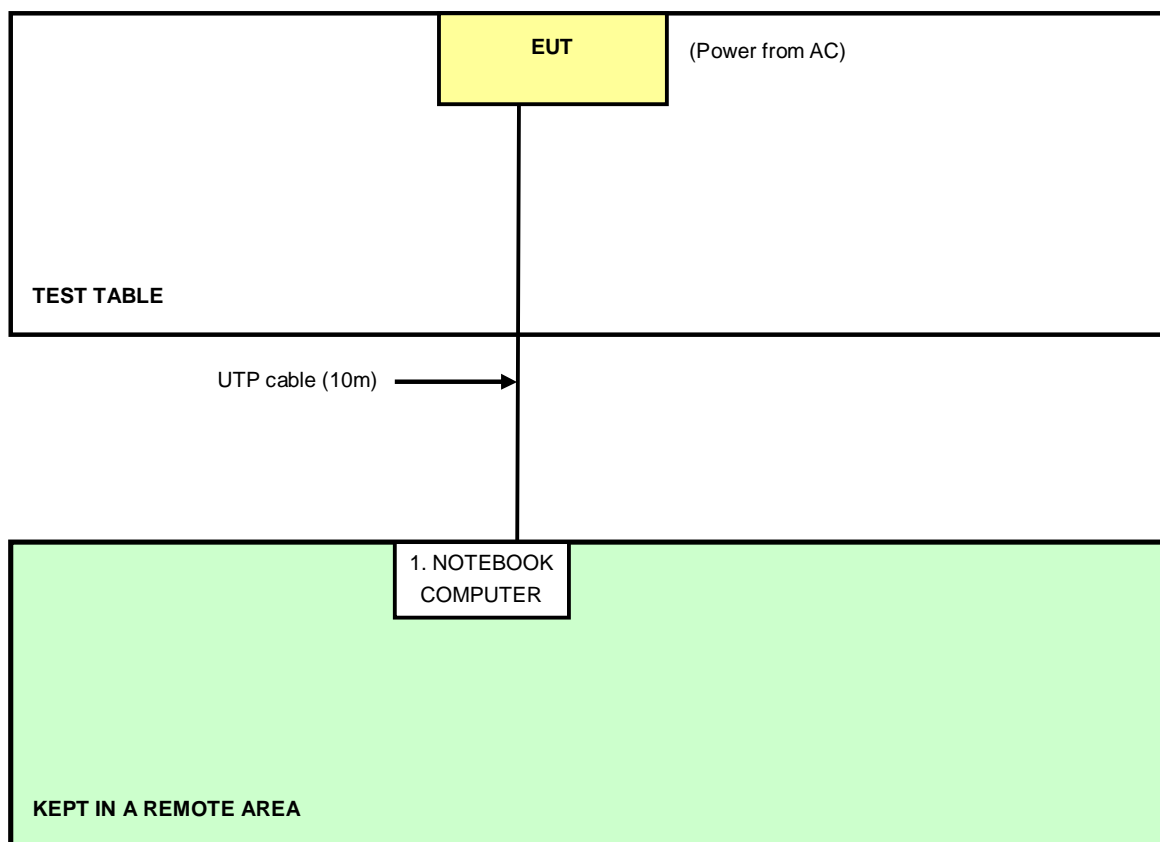 EUT
(Power from AC)
TEST TABLE
UTP cable (10m)
1. NOTEBOOK
COMPUTER
KEPT IN A REMOTE AREA